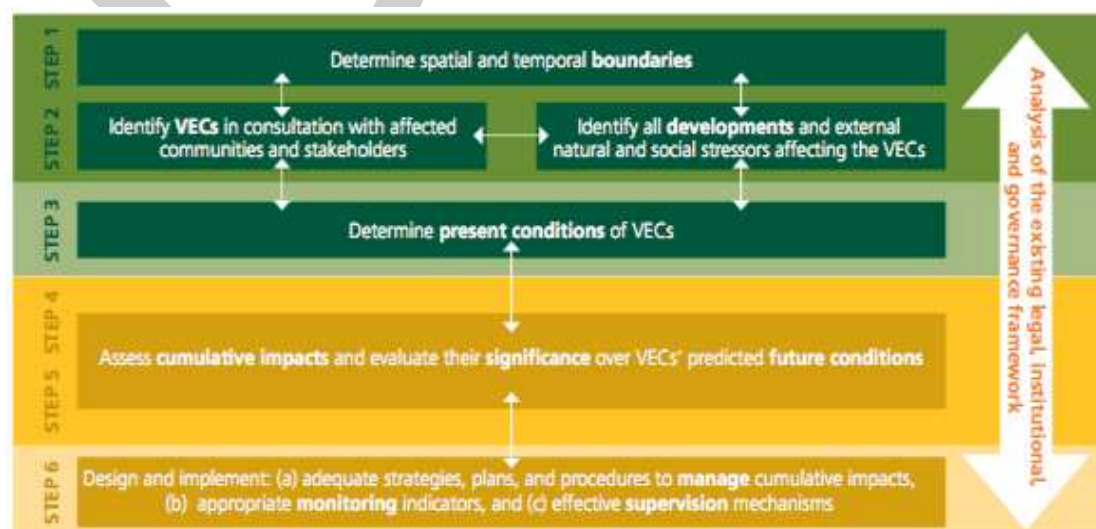 STEP 1
Determine spatial and temporal boundaries
STEP 2
Identify VECs in consultation with affected
communities and stakeholders
Identify all developments and external
natural and social stressors affecting the VECs
STEP 3
Determine present conditions of VECs
STEP 4
STEP 5
Assess cumulative impacts and evaluate their significance over VECs' predicted future conditions
STEP 6
Design and implement: (a) adequate strategies, plans, and procedures to manage cumulative impacts,
(b) appropriate monitoring indicators, and (c) effective supervision mechanisms
Analysis of the existing legal, institutional,
and governance framework